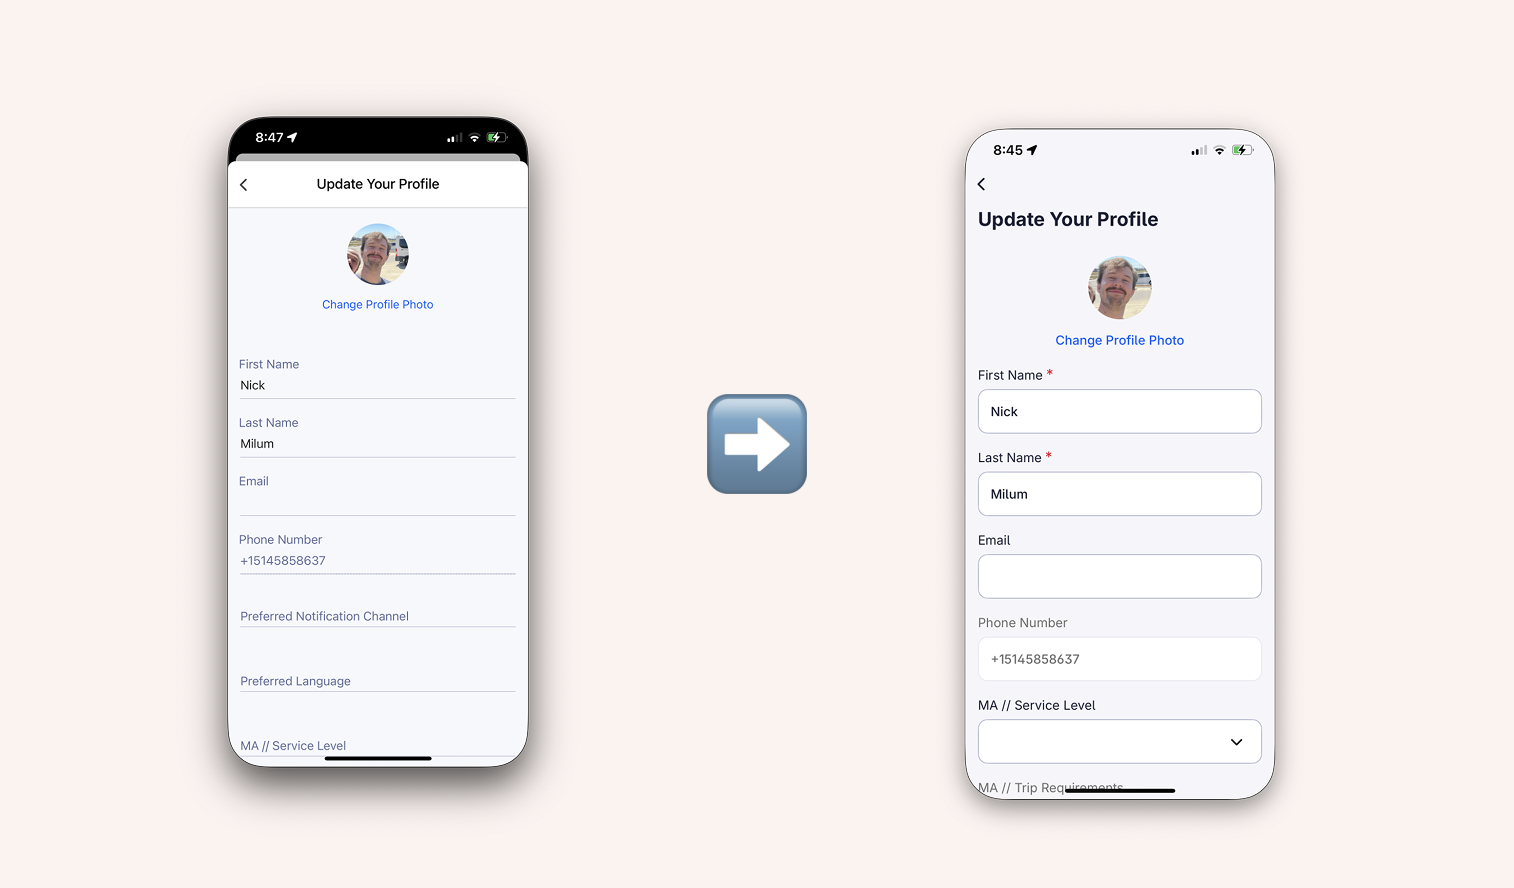 8:47
Update Your Profile
Change Profile Photo
First Name
Nick
Last Name
Milum
Email
Phone Number
+15145858637
Preferred Notification Channel
Preferred Language
MA // Service Level
8:45
Update Your Profile
Change Profile Photo
First Name *
Nick
Last Name *
Milum
Email
Phone Number
+15145858637
MA // Service Level
MA // Trip Requirements